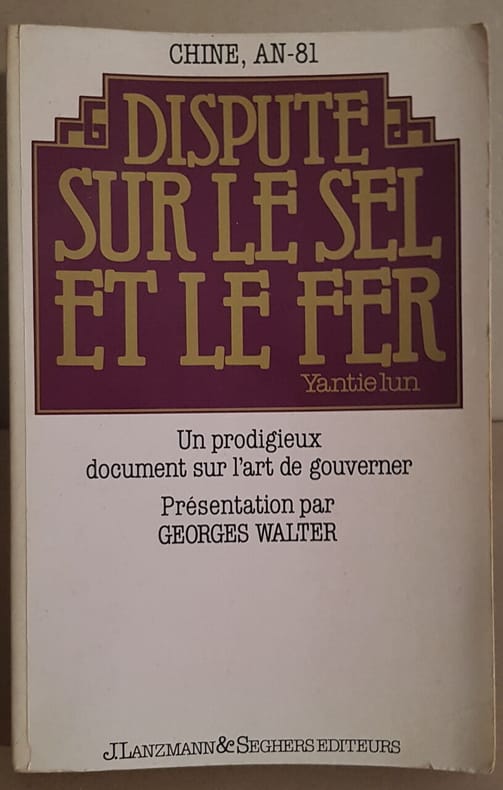 CHINE, AN-81
DISPUTE
SUR LE SEL
ET LE FER
Yantie lun
Un prodigieux
document sur l'art de gouverner
Présentation par
GEORGES WALTER
J. LANZMANN & SEGHERS EDITEURS